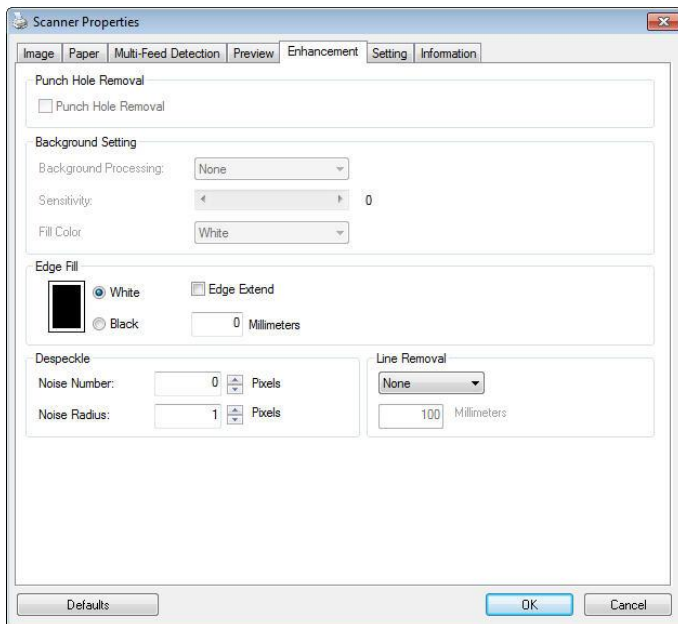 Scanner Properties
Image Paper Multi-Feed Detection Preview Enhancement Setting Information
Punch Hole Removal
Punch Hole Removal
Background Setting
Background Processing: None
Sensitivity: 0
Fill Color White
Edge Fill
White Edge Extend
Black 0 Millimeters
Despeckle
Noise Number: 0 Pixels
Noise Radius: 1 Pixels
Line Removal
None
100 Millimeters
Defaults OK Cancel